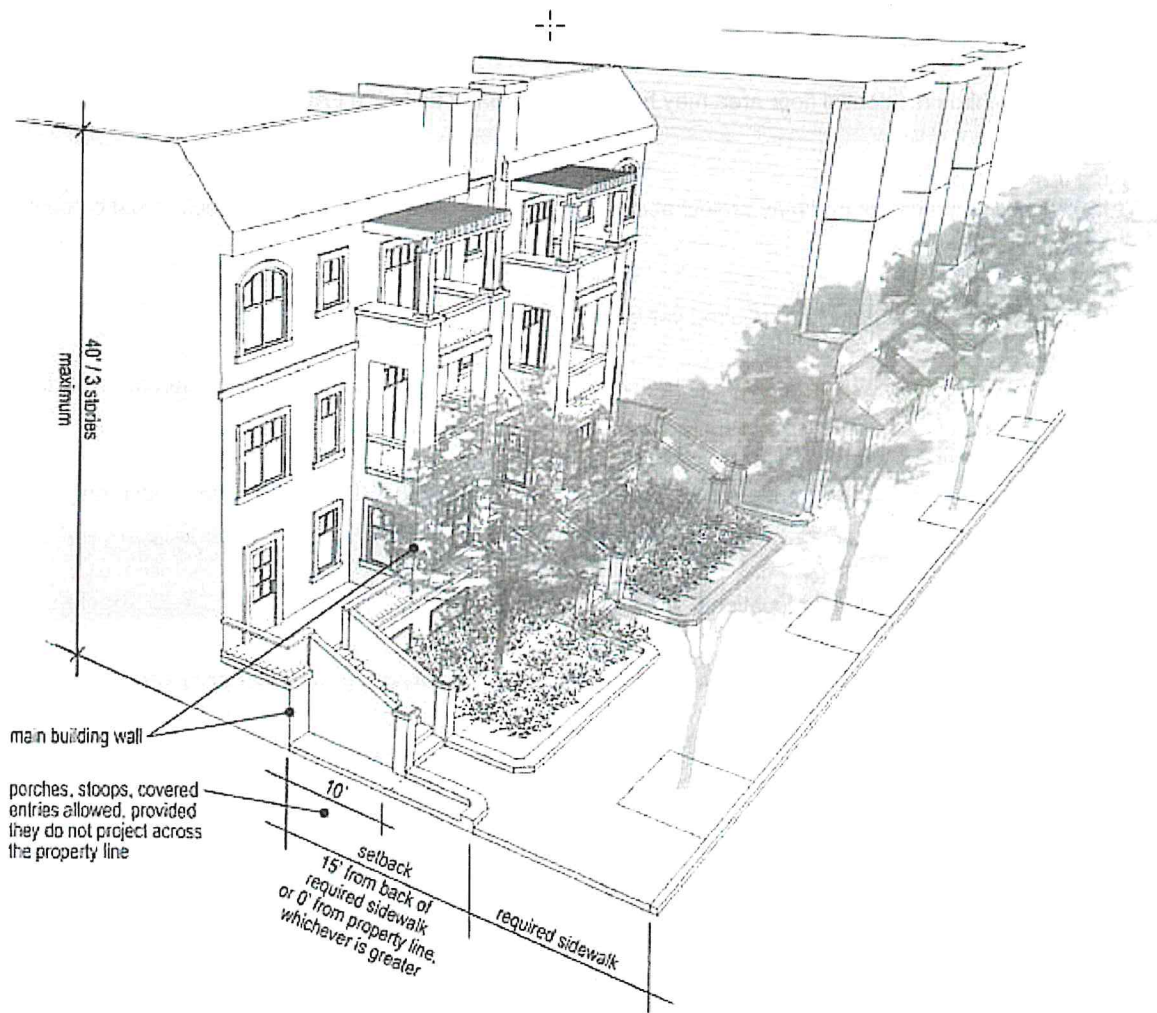 40' / 3 stories
maximum
main building wall
porches, stoops, covered
entries allowed, provided
they do not project across
the property line
10'
setback
15' from back of
required sidewalk
or 0' from property line,
whichever is greater
required sidewalk